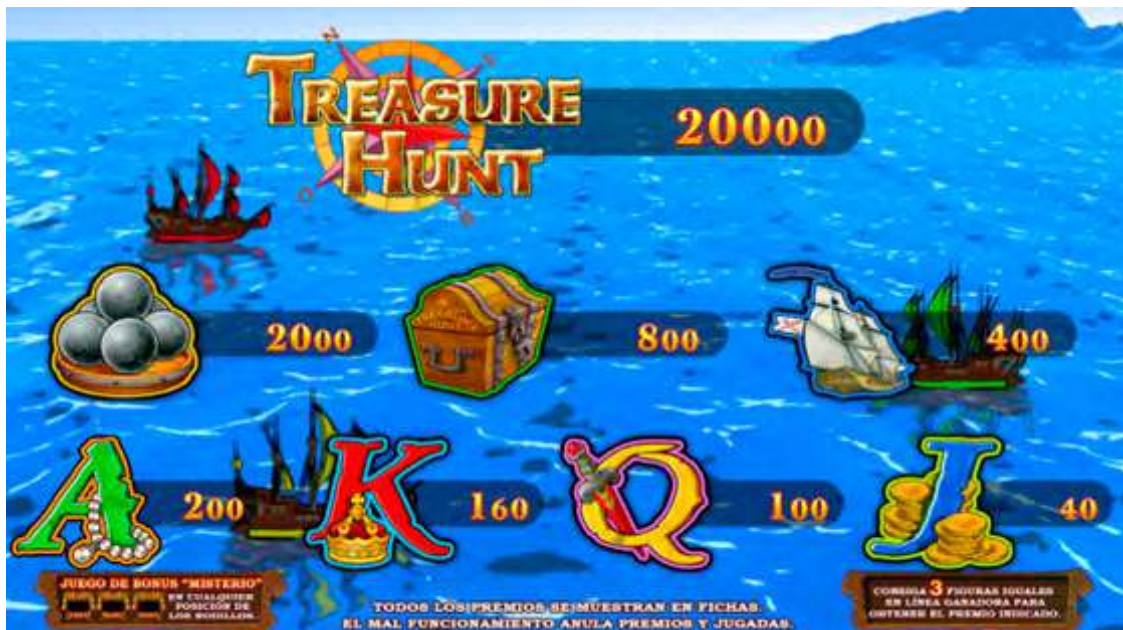 TREASURE
HUNT
20000
2000
800
400
A
200
K
160
Q
100
J
40
JUEGO DE BONUS "MISTERIO"
EN CUALQUIER
POSICIÓN DE
LOS RODILLOS
CONSIGA 3 FIGURAS IGUALES
EN LÍNEA GANADORA PARA
OBTENER EL PREMIO INDICADO.
TODOS LOS PREMIOS SE MUESTRAN EN FICHAS.
EL MAL FUNCIONAMIENTO ANULA PREMIOS Y JUGADAS.